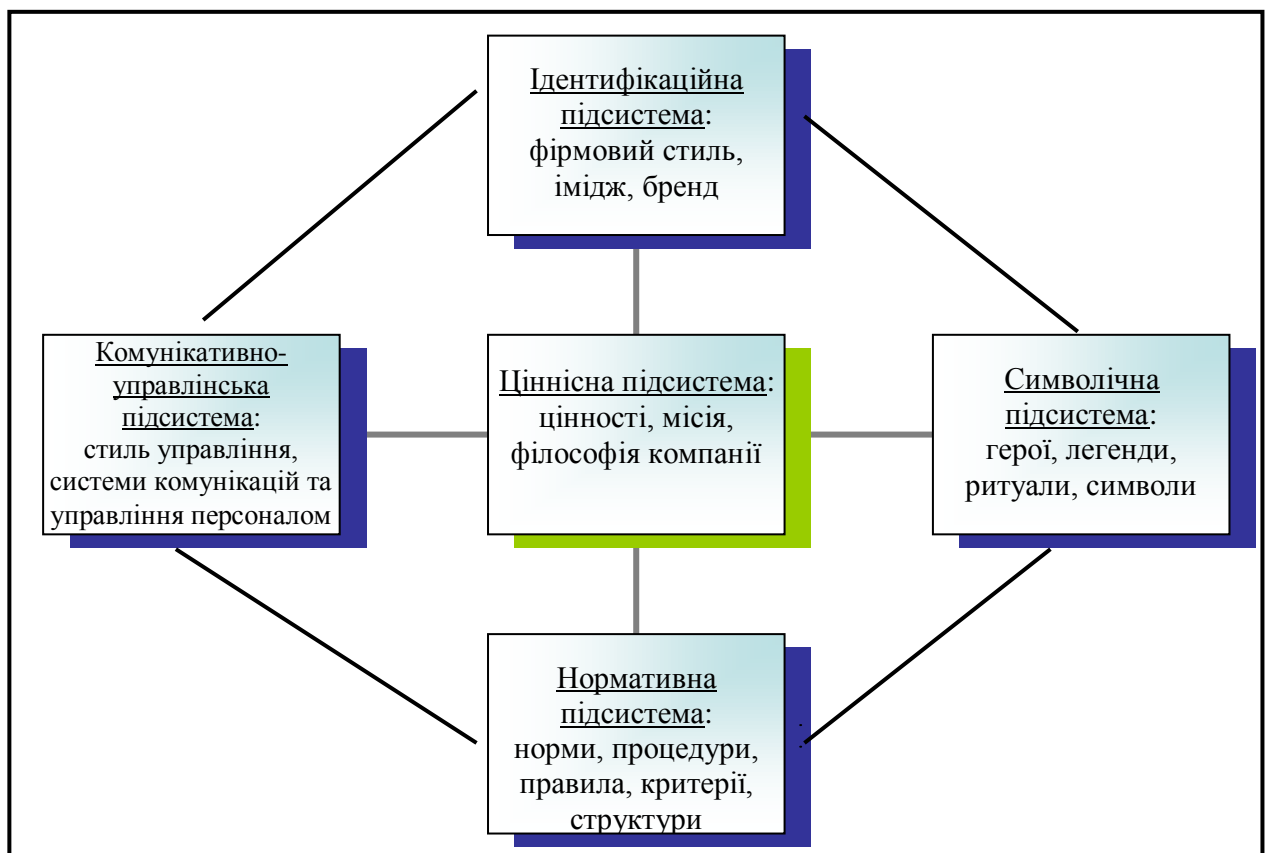 Ідентифікаційна
підсистема:
фірмовий стиль,
імідж, бренд
Комунікативно-
управлінська
підсистема:
стиль управління,
системи комунікацій та
управління персоналом
Ціннісна підсистема:
цінності, місія,
філософія компанії
Символічна
підсистема:
герої, легенди,
ритуали, символи
Нормативна
підсистема:
норми, процедури,
правила, критерії,
структури